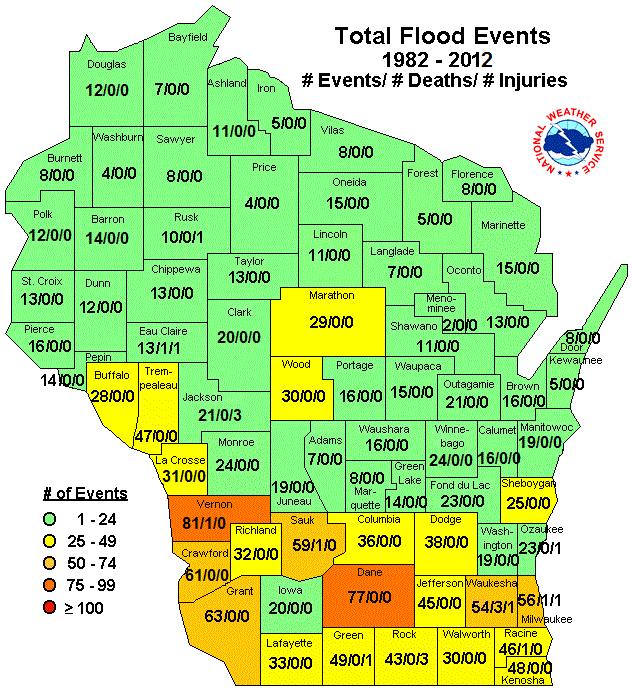 Total Flood Events
1982 - 2012
# Events/ # Deaths/ # Injuries
NATIONAL WEATHER SERVICE
Bayfield
7/0/0
Douglas
12/0/0
Ashland
11/0/0
Iron
5/0/0
Vilas
8/0/0
Washburn
4/0/0
Sawyer
8/0/0
Burnett
8/0/0
Price
4/0/0
Oneida
15/0/0
Forest
5/0/0
Florence
8/0/0
Polk
12/0/0
Barron
14/0/0
Rusk
10/0/1
Lincoln
11/0/0
Langlade
7/0/0
Marinette
15/0/0
Oconto
13/0/0
St. Croix
13/0/0
Dunn
12/0/0
Chippewa
13/0/0
Taylor
13/0/0
Marathon
29/0/0
Meno-
minee
2/0/0
Shawano
11/0/0
Clark
20/0/0
Pierce
16/0/0
Eau Claire
13/1/1
Pepin
14/0/0
Door
8/0/0
Kewaunee
5/0/0
Buffalo
28/0/0
Trem-
pealeau
47/0/0
Jackson
21/0/3
Wood
30/0/0
Portage
16/0/0
Waupaca
15/0/0
Outagamie
21/0/0
Brown
16/0/0
Monroe
24/0/0
Adams
7/0/0
Waushara
16/0/0
Winne-
bago
24/0/0
Calumet
16/0/0
Manitowoc
19/0/0
La Crosse
31/0/0
19/0/0
Juneau
8/0/0
Mar-
quette
Green
Lake
14/0/0
Fond du Lac
23/0/0
Sheboygan
25/0/0
Vernon
81/1/0
Richland
32/0/0
Sauk
59/1/0
Columbia
36/0/0
Dodge
38/0/0
Wash-
ington
19/0/0
Ozaukee
23/0/1
Crawford
61/0/0
Grant
63/0/0
Iowa
20/0/0
Dane
77/0/0
Jefferson
45/0/0
Waukesha
54/3/1
56/1/1
Milwaukee
Lafayette
33/0/0
Green
49/0/1
Rock
43/0/3
Walworth
30/0/0
Racine
46/1/0
48/0/0
Kenosha
# of Events
1 - 24
25 - 49
50 - 74
75 - 99
≥ 100